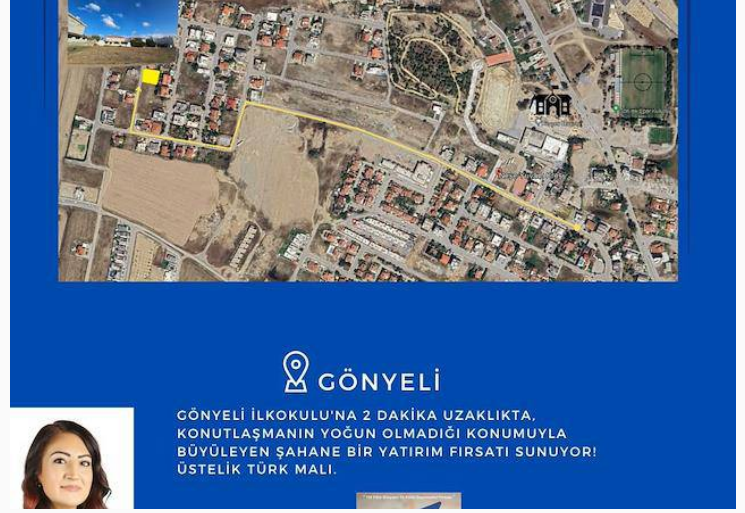 GÖNYELİ
GÖNYELİ İLKOKULU'NA 2 DAKİKA UZAKLIKTA,
KONUTLAŞMANIN YOĞUN OLMADIĞI KONUMUYLA
BÜYÜLEYEN ŞAHANE BİR YATIRIM FIRSATI SUNUYOR!
ÜSTELİK TÜRK MALI.